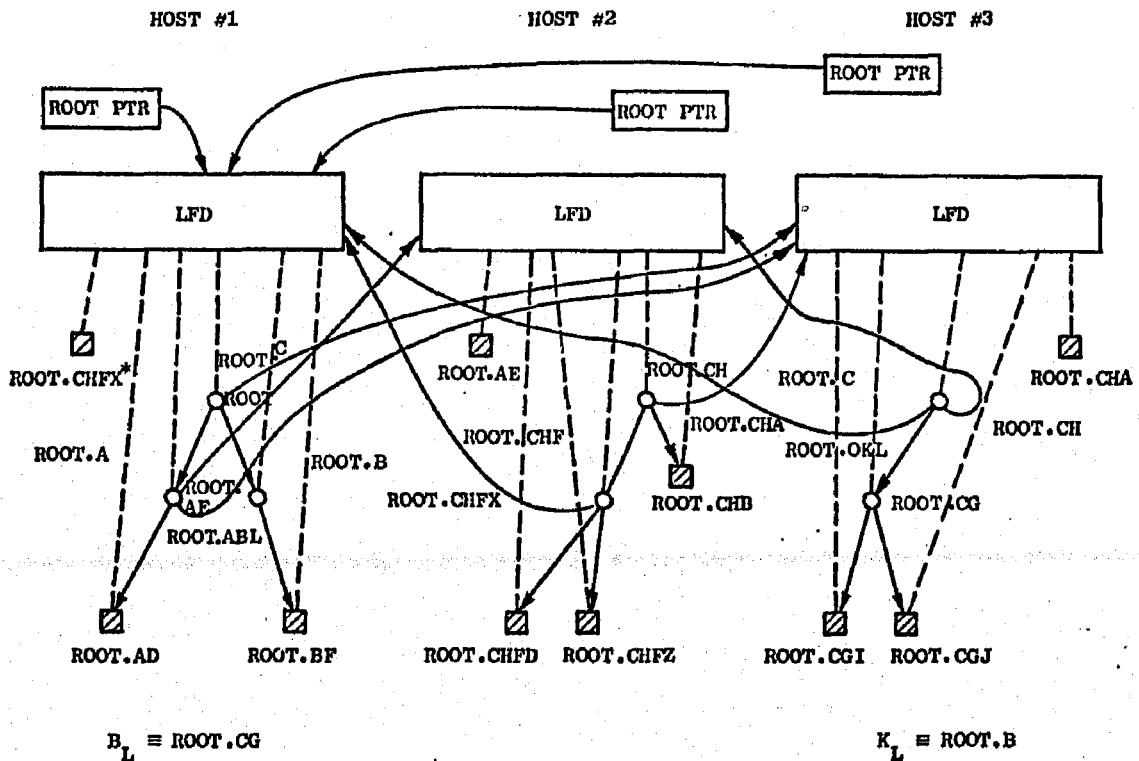 HOST #1 HOST #2 HOST #3
ROOT PTR
ROOT PTR
ROOT PTR
LFD LFD LFD
ROOT.CHFX*
ROOT.C
ROOT
ROOT.AE
ROOT.CH
ROOT.C
ROOT.CHA
ROOT.A
ROOT.B
ROOT.CHF
ROOT.CHA
ROOT.OKL
ROOT.CH
ROOT.AE
ROOT.ABL
ROOT.CHFX
ROOT.CHB
ROOT.CG
ROOT.AD
ROOT.BF
ROOT.CHFD
ROOT.CHFZ
ROOT.CGI
ROOT.CGJ
B_L ≡ ROOT.CG
K_L ≡ ROOT.B